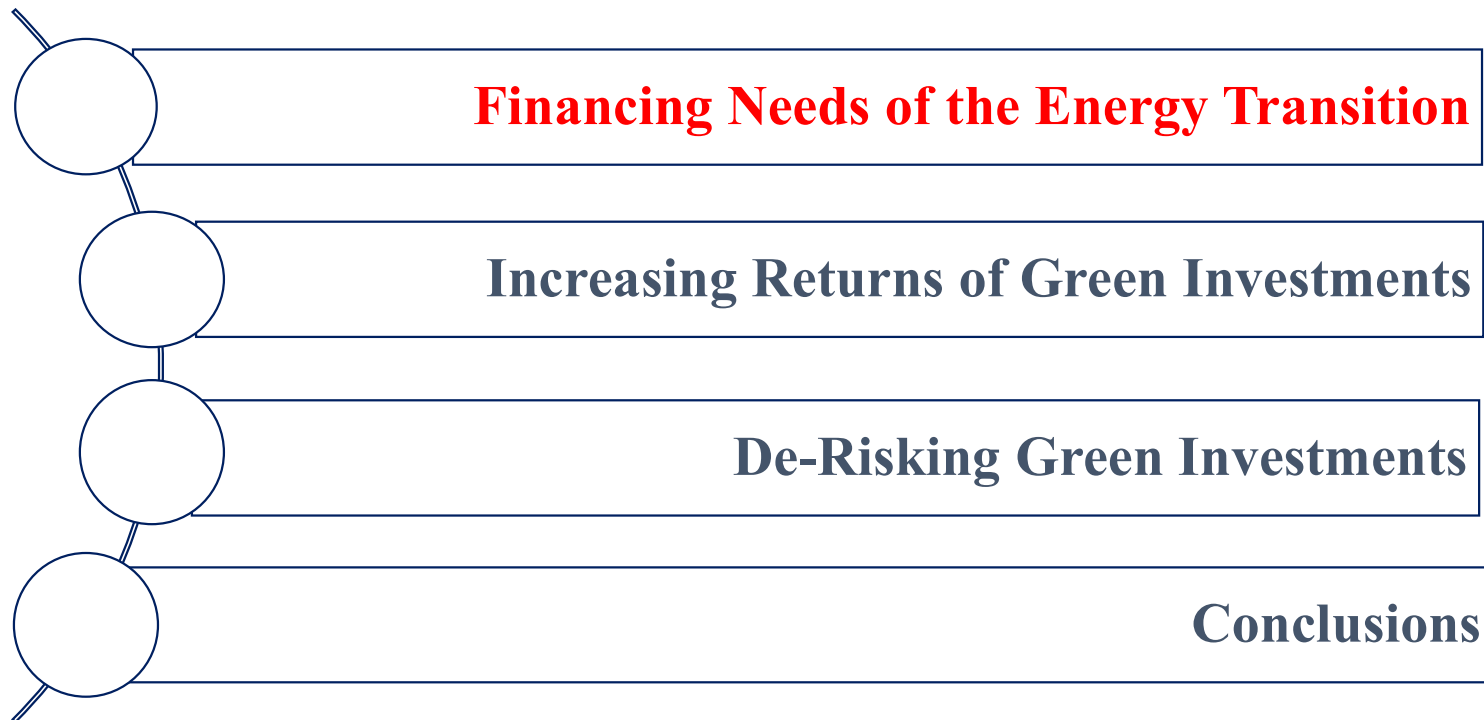 Financing Needs of the Energy Transition
Increasing Returns of Green Investments
De-Risking Green Investments
Conclusions